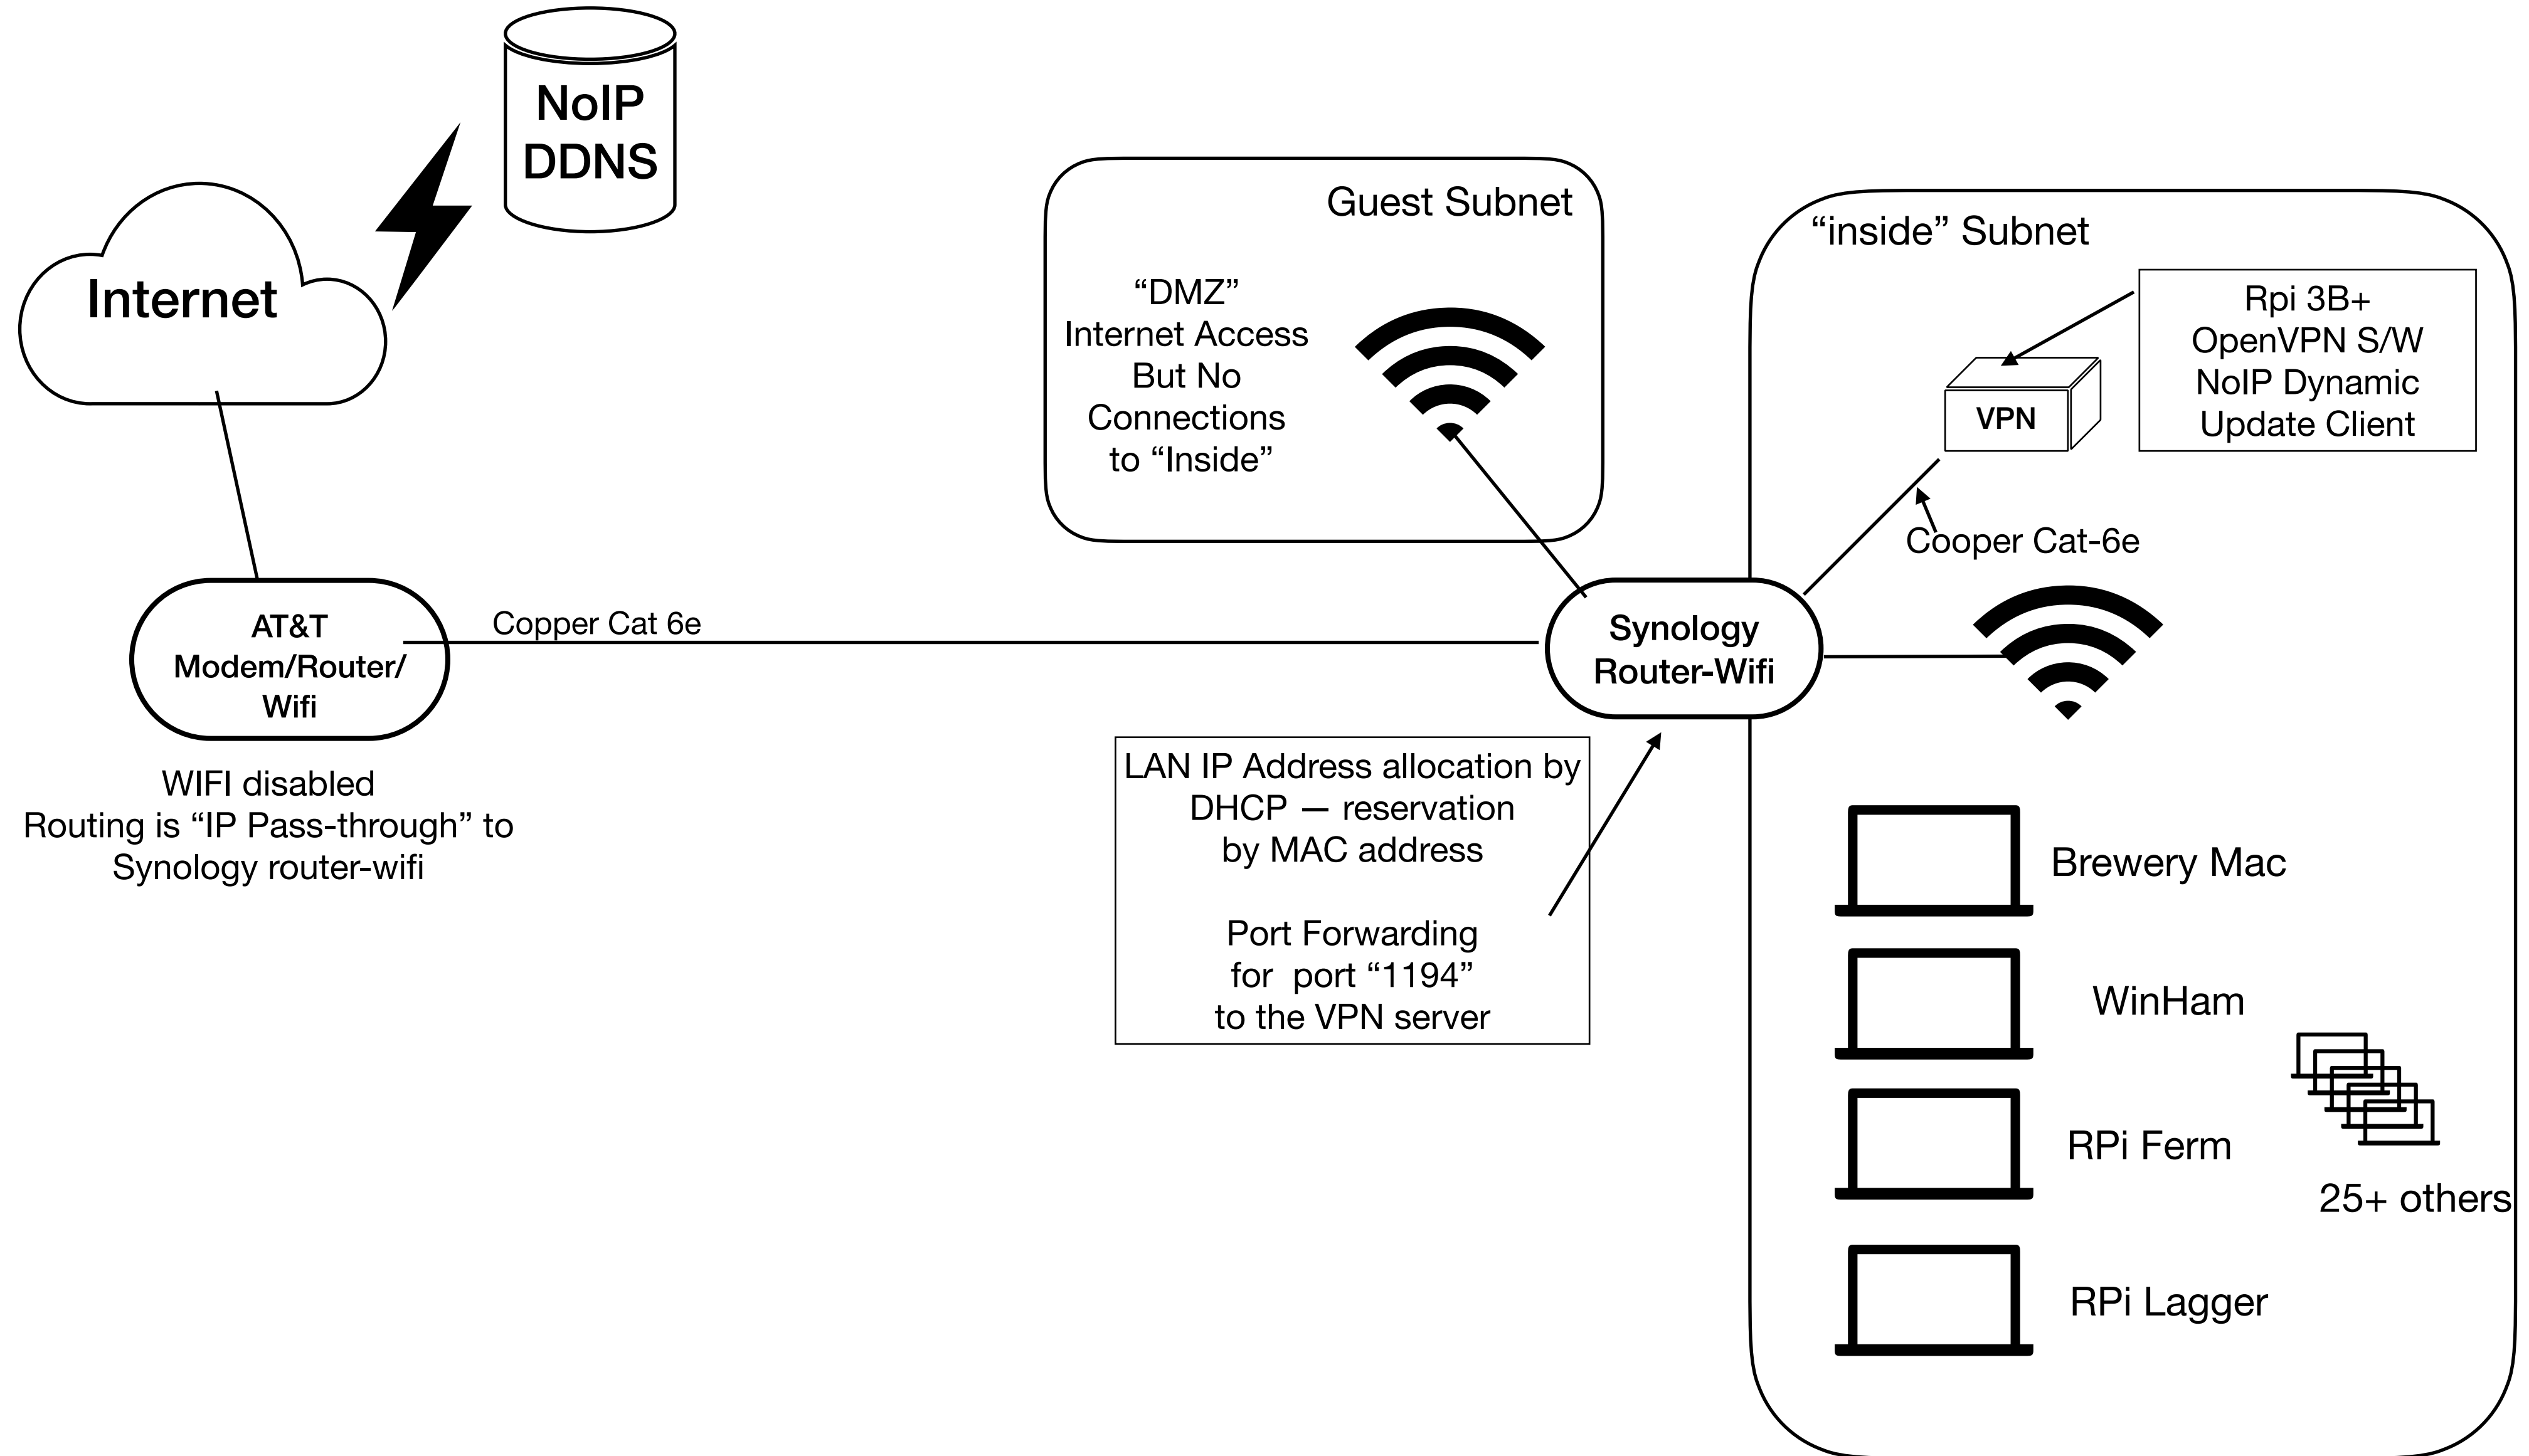 NoIP
DDNS
Internet
Guest Subnet
“DMZ”
Internet Access
But No
Connections
to “Inside”
“inside” Subnet
Rpi 3B+
OpenVPN S/W
NoIP Dynamic
Update Client
VPN
Cooper Cat-6e
AT&T
Modem/Router/
Wifi
Copper Cat 6e
Synology
Router-Wifi
WIFI disabled
Routing is “IP Pass-through” to
Synology router-wifi
LAN IP Address allocation by
DHCP — reservation
by MAC address
Port Forwarding
for  port “1194”
to the VPN server
Brewery Mac
WinHam
RPi Ferm
25+ others
RPi Lagger